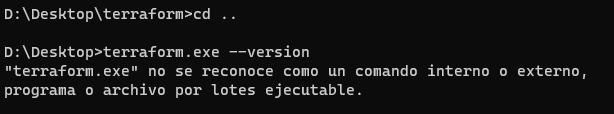 D:\Desktop\terraform>cd ..
D:\Desktop>terraform.exe --version
"terraform.exe" no se reconoce como un comando interno o externo,
programa o archivo por lotes ejecutable.